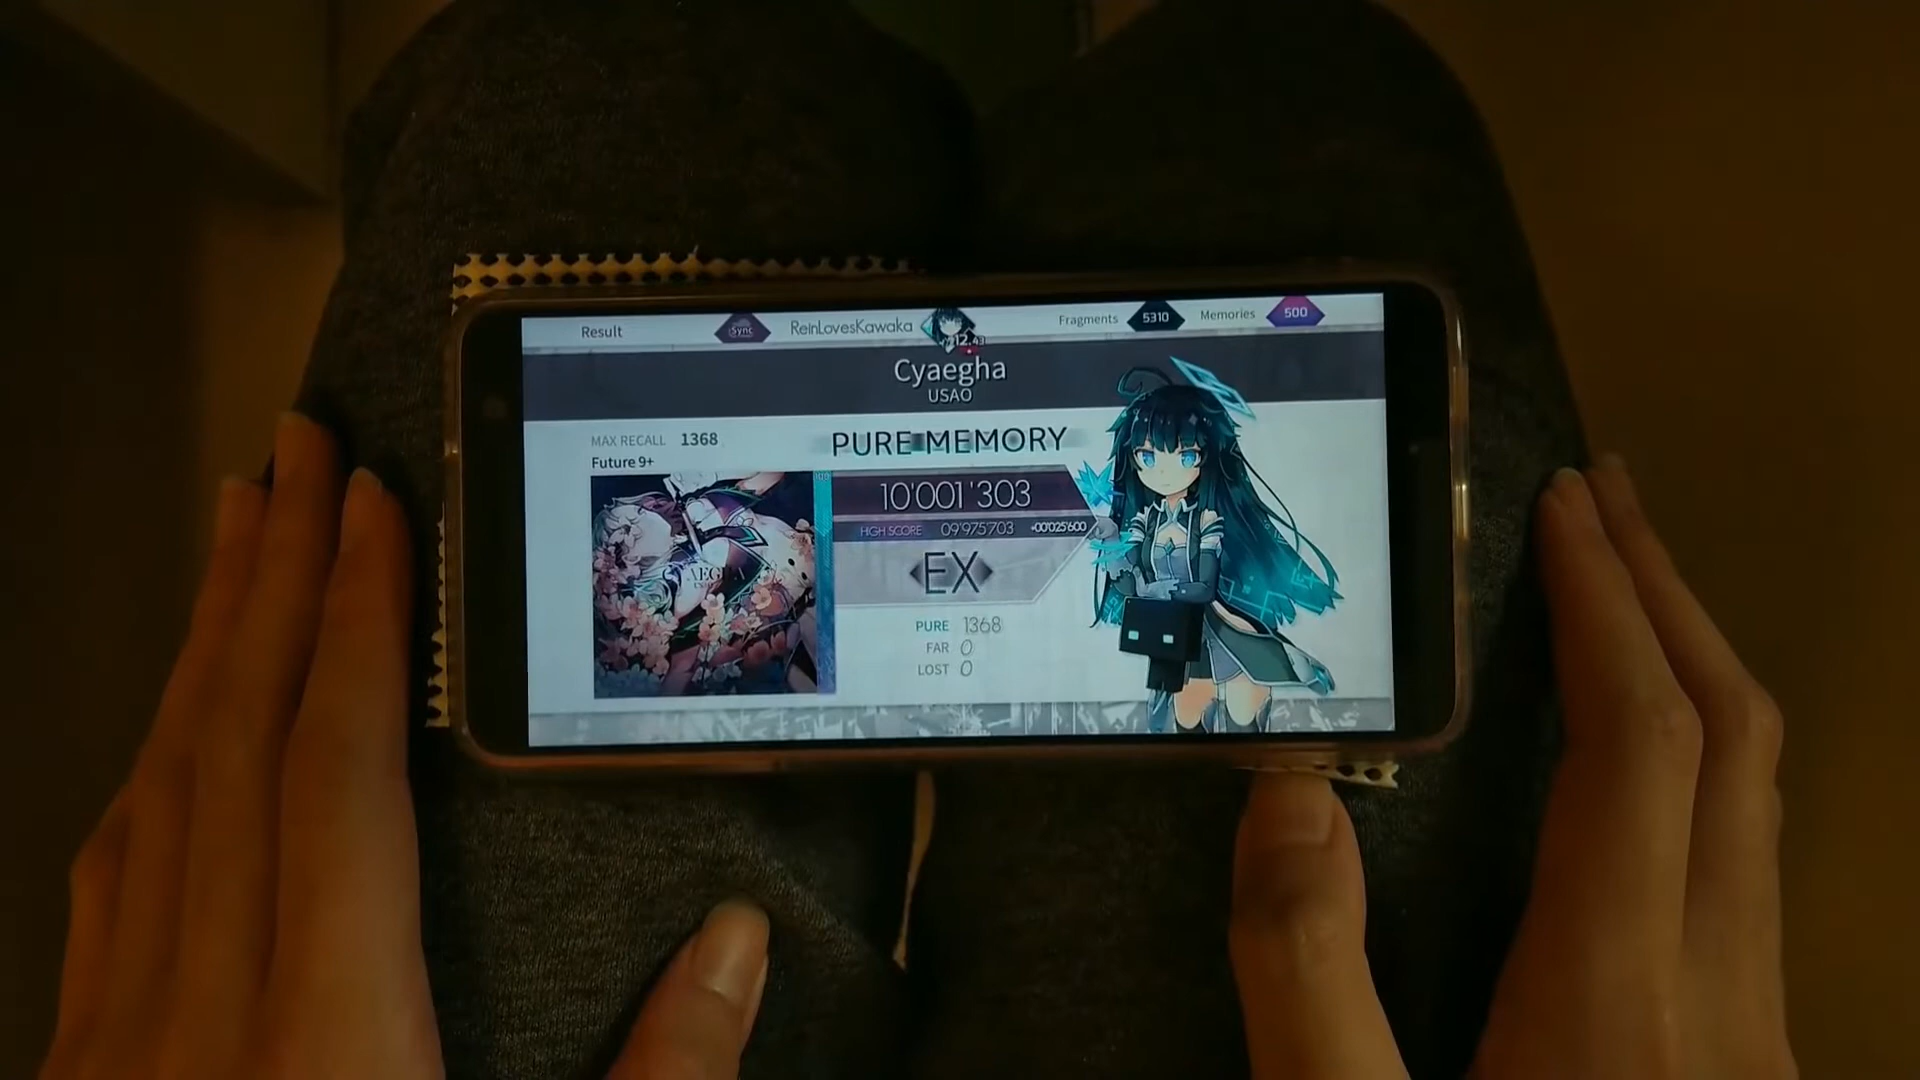 Result
Sync
ReinLovesKawaka
12.43
Fragments 5310
Memories 500
Cyaegha
USAO
MAX RECALL 1368
Future 9+
PURE MEMORY
10'001'303
HIGH SCORE 09'975'703 +00'025'600
EX
PURE 1368
FAR 0
LOST 0